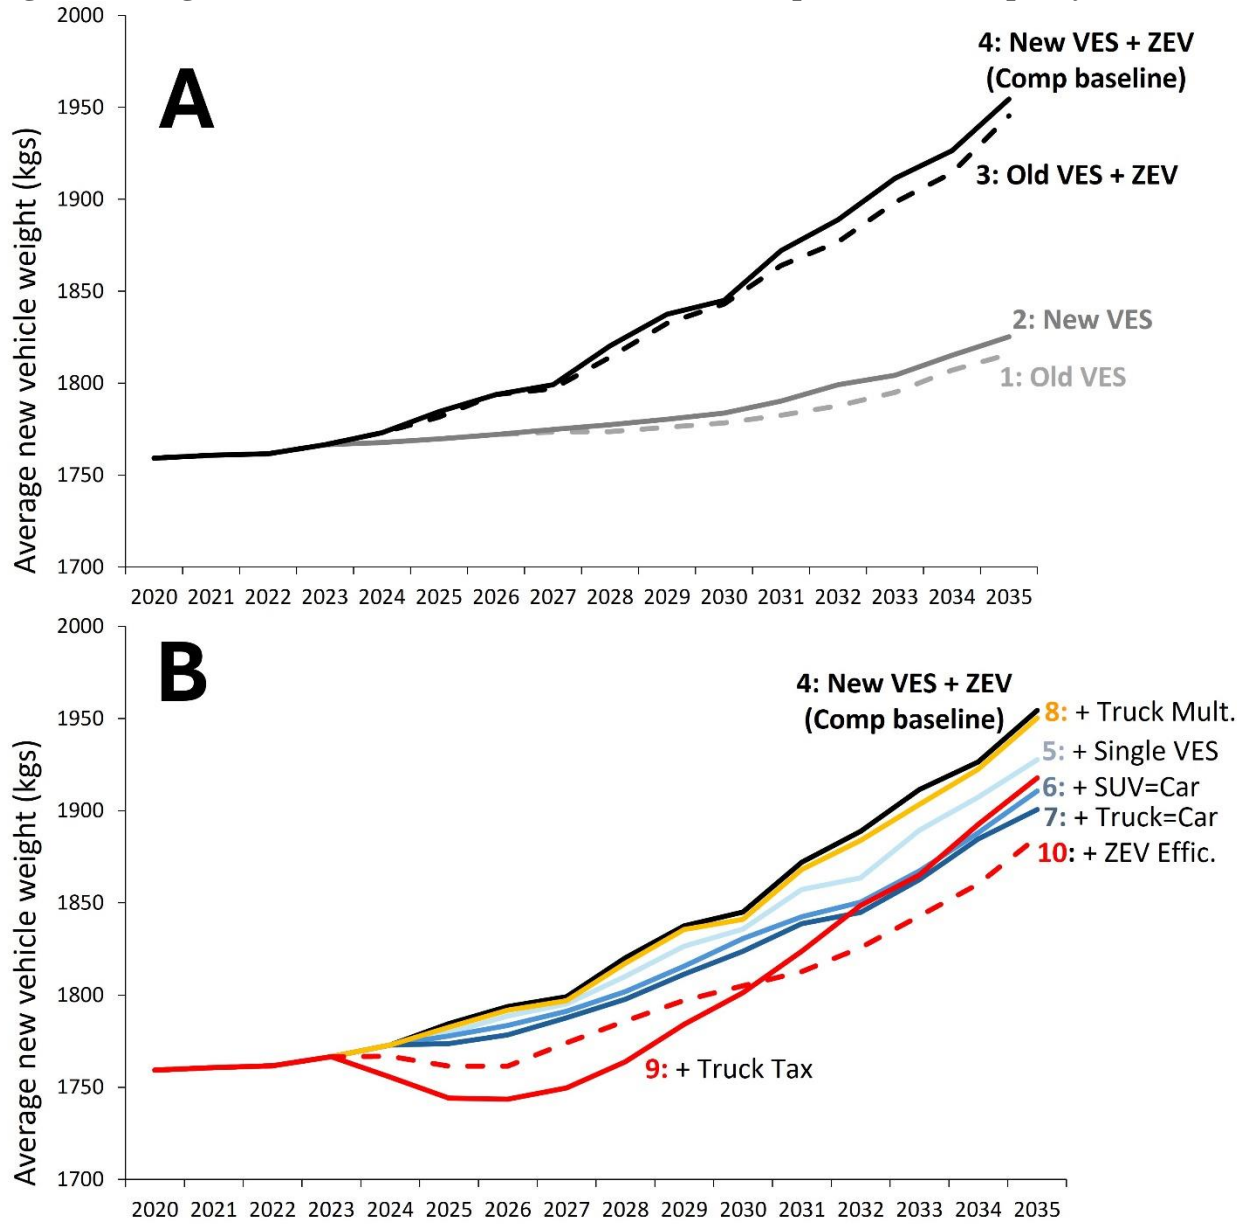 2000
1950
1900
1850
1800
1750
1700
Average new vehicle weight (kgs)
A
4: New VES + ZEV
(Comp baseline)
3: Old VES + ZEV
2: New VES
1: Old VES
2020 2021 2022 2023 2024 2025 2026 2027 2028 2029 2030 2031 2032 2033 2034 2035
2000
1950
1900
1850
1800
1750
1700
Average new vehicle weight (kgs)
B
4: New VES + ZEV
(Comp baseline)
8: + Truck Mult.
5: + Single VES
6: + SUV=Car
7: + Truck=Car
10: + ZEV Effic.
9: + Truck Tax
2020 2021 2022 2023 2024 2025 2026 2027 2028 2029 2030 2031 2032 2033 2034 2035